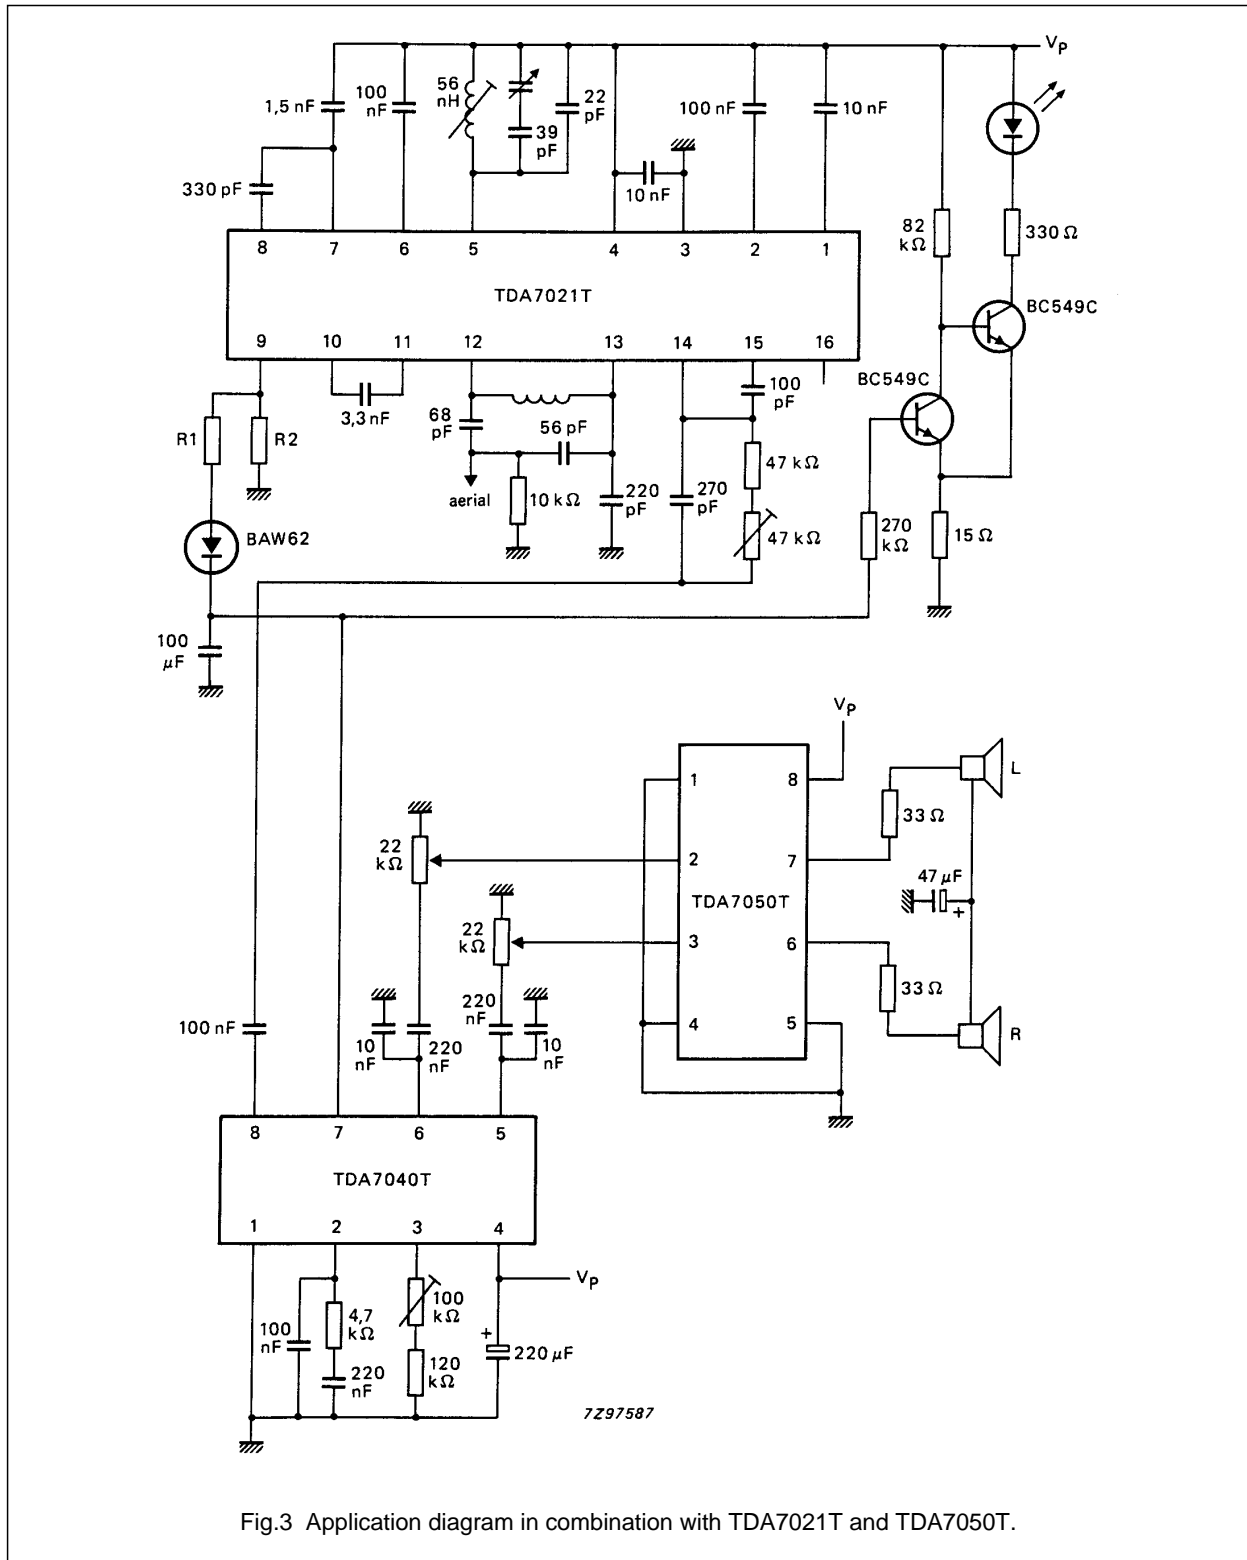 Vp
1,5 nF
100
nF
56
nH
39
pF
22
pF
100 nF
10 nF
330 pF
10 nF
82
kΩ
330 Ω
8 7 6 5 4 3 2 1
TDA7021T
9 10 11 12 13 14 15 16
BC549C
BC549C
3,3 nF
68
pF
56 pF
100
pF
R1
R2
47 kΩ
aerial
10 kΩ
220
pF
270
pF
47 kΩ
BAW62
270
kΩ
15 Ω
100
μF
Vp
1 8
L
33 Ω
22
kΩ
2 7
47 μF
+
TDA7050T
22
kΩ
3 6
33 Ω
220
nF
100 nF
10
nF
220
nF
10
nF
4 5
R
8 7 6 5
TDA7040T
1 2 3 4
Vp
100
kΩ
4,7
kΩ
100
nF
+
220 μF
120
kΩ
220
nF
7Z97587
Fig.3 Application diagram in combination with TDA7021T and TDA7050T.